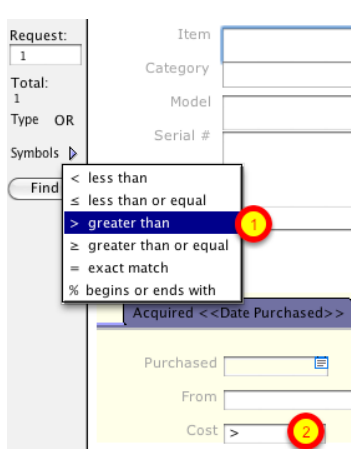 Request:
1
Total:
1
Type OR
Symbols
Find
< less than
≤ less than or equal
> greater than
≥ greater than or equal
= exact match
% begins or ends with
1
Item
Category
Model
Serial #
Acquired <<Date Purchased>>
Purchased
From
Cost >
2